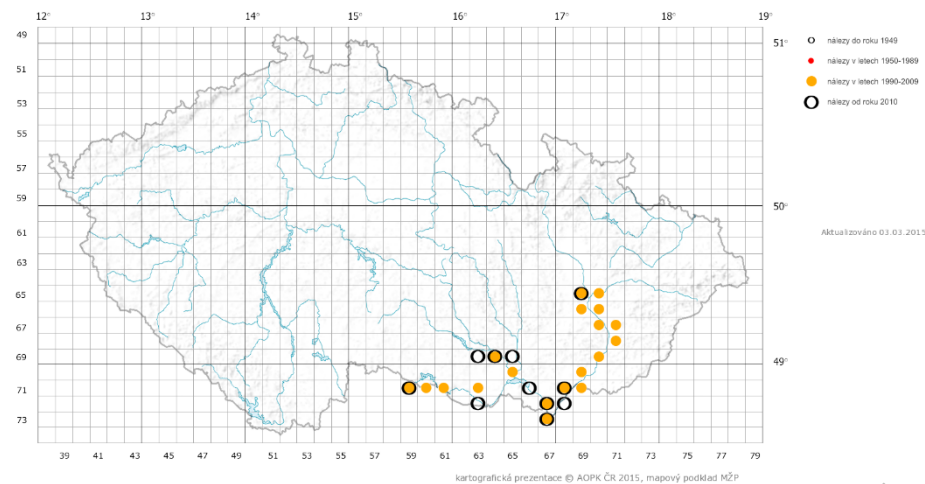 12° 13° 14° 15° 16° 17° 18° 19°
49
51
53
55
57
59
61
63
65
67
69
71
73
51°
50°
49°
nálezy do roku 1949
nálezy v letech 1950-1989
nálezy v letech 1990-2009
nálezy od roku 2010
Aktualizováno 03.03.2015
39 41 43 45 47 49 51 53 55 57 59 61 63 65 67 69 71 73 75 77 79
kartografická prezentace © AOPK ČR 2015, mapový podklad MŽP